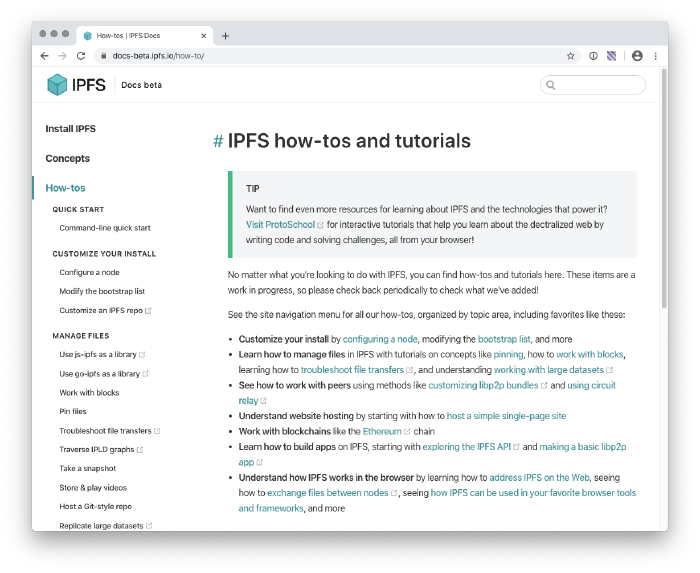 How-tos | IPFS Docs
docs-beta.ipfs.io/how-to/
IPFS Docs beta
Install IPFS
Concepts
How-tos
QUICK START
Command-line quick start
CUSTOMIZE YOUR INSTALL
Configure a node
Modify the bootstrap list
Customize an IPFS repo
MANAGE FILES
Use js-ipfs as a library
Use go-ipfs as a library
Work with blocks
Pin files
Troubleshoot file transfers
Traverse IPLD graphs
Take a snapshot
Store & play videos
Host a Git-style repo
Replicate large datasets
# IPFS how-tos and tutorials
TIP
Want to find even more resources for learning about IPFS and the technologies that power it?
Visit ProtoSchool for interactive tutorials that help you learn about the dectralized web by
writing code and solving challenges, all from your browser!
No matter what you're looking to do with IPFS, you can find how-tos and tutorials here. These items are a
work in progress, so please check back periodically to check what we've added!
See the site navigation menu for all our how-tos, organized by topic area, including favorites like these:
• Customize your install by configuring a node, modifying the bootstrap list, and more
• Learn how to manage files in IPFS with tutorials on concepts like pinning, how to work with blocks,
learning how to troubleshoot file transfers, and understanding working with large datasets
• See how to work with peers using methods like customizing libp2p bundles and using circuit
relay
• Understand website hosting by starting with how to host a simple single-page site
• Work with blockchains like the Ethereum chain
• Learn how to build apps on IPFS, starting with exploring the IPFS API and making a basic libp2p
app
• Understand how IPFS works in the browser by learning how to address IPFS on the Web, seeing
how to exchange files between nodes, seeing how IPFS can be used in your favorite browser tools
and frameworks, and more